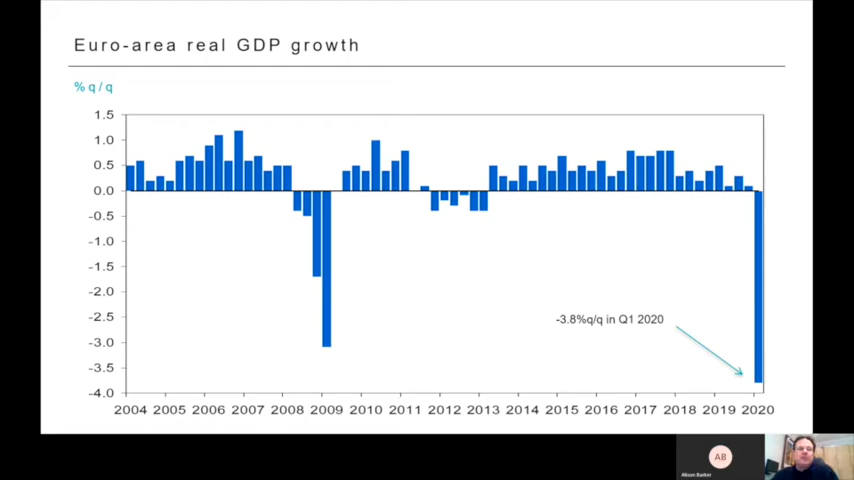 Euro-area real GDP growth
% q / q
1.5
1.0
0.5
0.0
-0.5
-1.0
-1.5
-2.0
-2.5
-3.0
-3.5
-4.0
-3.8%q/q in Q1 2020
2004 2005 2006 2007 2008 2009 2010 2011 2012 2013 2014 2015 2016 2017 2018 2019 2020
AB
Alison Barker